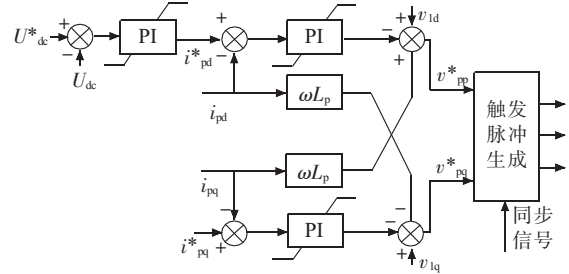 v1d
U*dc + − PI i*pd + − PI − + +
Udc
ipd ωLp v*pp
触发
脉冲
生成
ipq ωLp v*pq
i*pq − + PI − − +
v1q
同步
信号